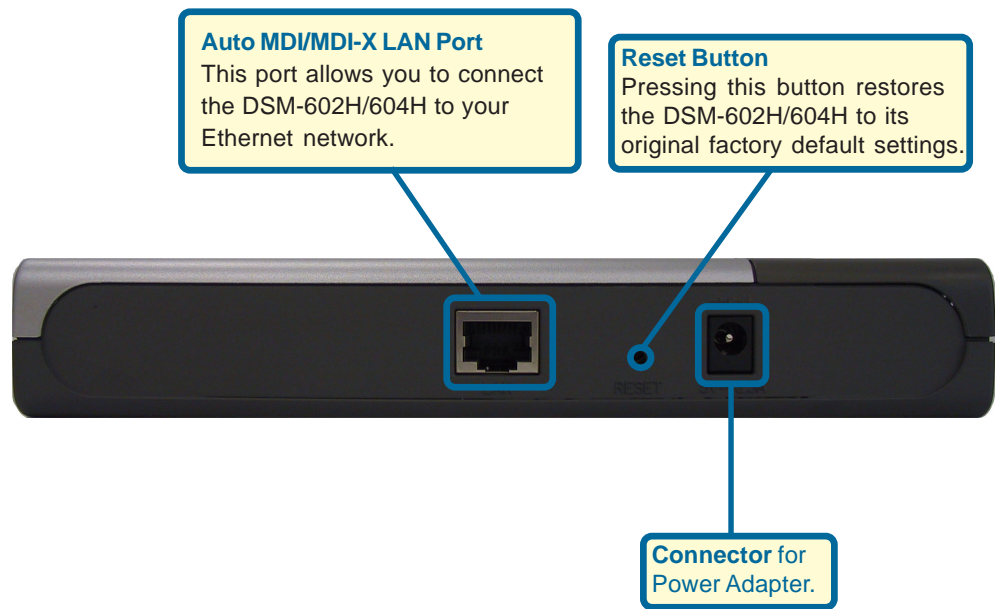 Auto MDI/MDI-X LAN Port
This port allows you to connect
the DSM-602H/604H to your
Ethernet network.
Reset Button
Pressing this button restores
the DSM-602H/604H to its
original factory default settings.
LAN
RESET
Connector for
Power Adapter.